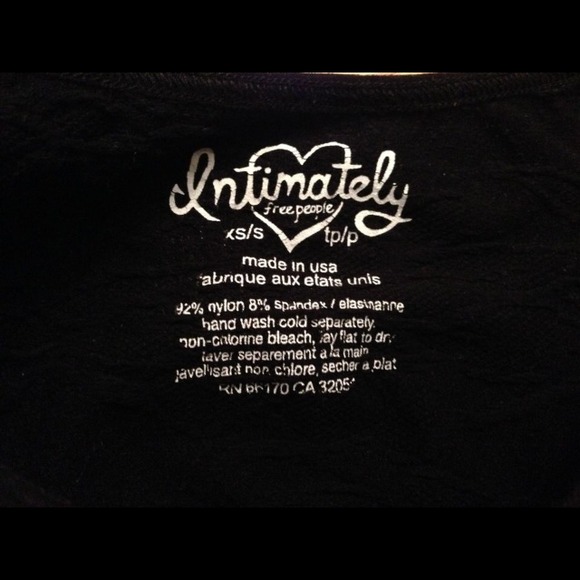 Intimately
free people
xs/s tp/p
made in usa
fabrique aux etats unis
92% nylon 8% spandex / elasthanne
hand wash cold separately.
non-chlorine bleach, lay flat to dry
laver separement a la main
javellisant non chlore, secher a plat
RN 66170 CA